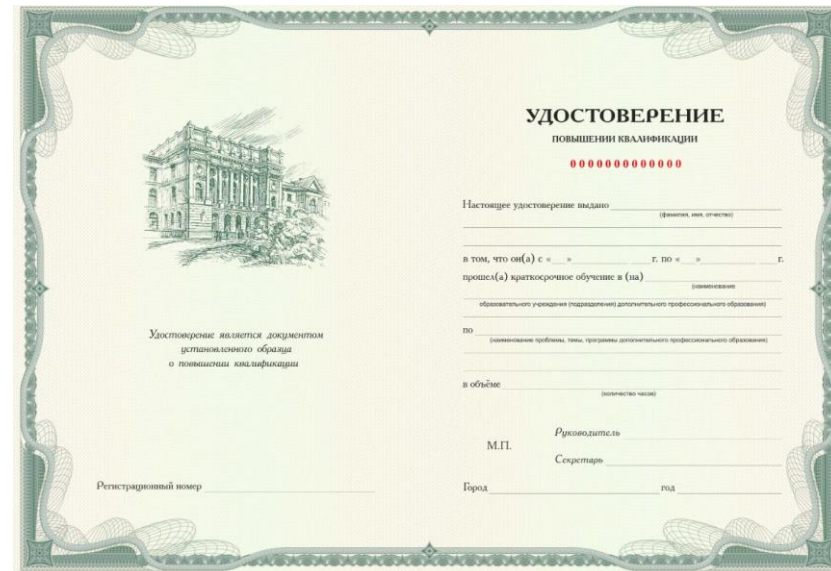 Удостоверение является документом
установленного образца
о повышении квалификации
Регистрационный номер
УДОСТОВЕРЕНИЕ
ПОВЫШЕНИИ КВАЛИФИКАЦИИ
0000000000000
Настоящее удостоверение выдано
(фамилия, имя, отчество)
в том, что он(а) с « » г. по « » г.
прошел(а) краткосрочное обучение в (на)
(наименование
образовательного учреждения (подразделения) дополнительного профессионального образования)
по
(наименование проблемы, темы, программы дополнительного профессионального образования)
в объёме
(количество часов)
Руководитель
М.П.
Секретарь
Город год